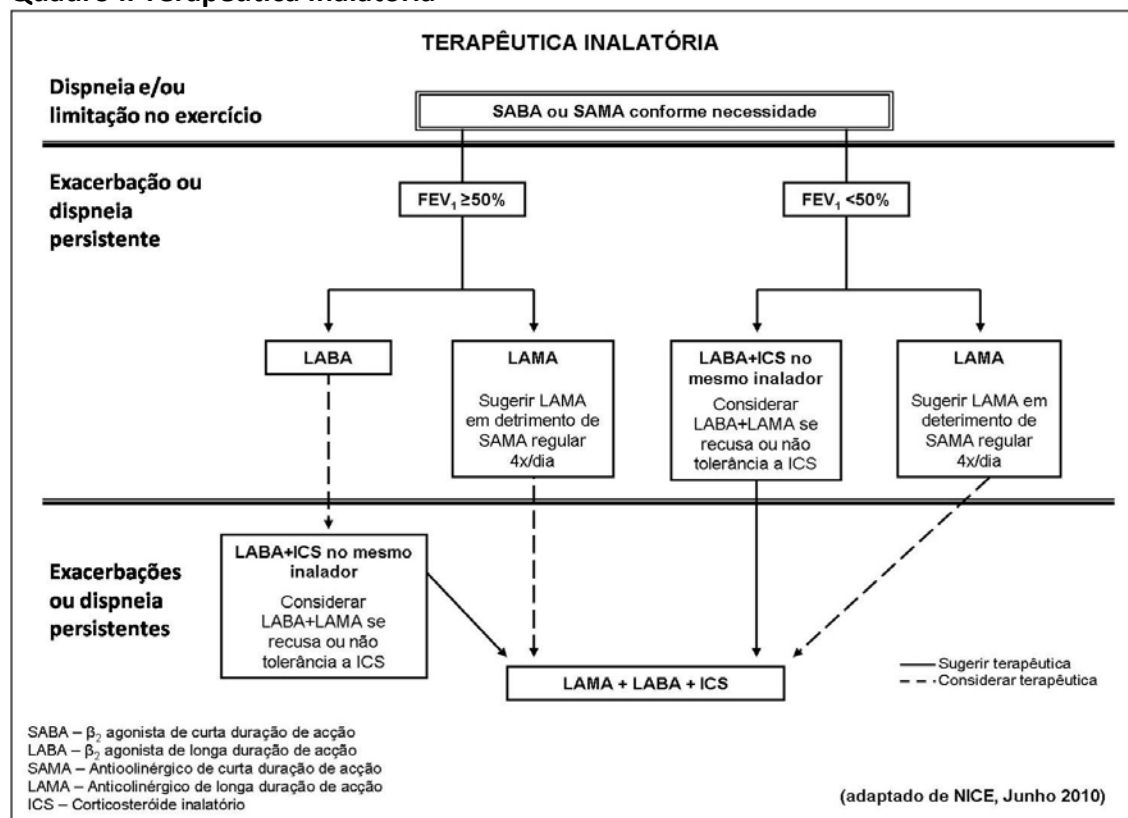 Quadro I. Terapêutica inalatória
TERAPÊUTICA INALATÓRIA
Dispneia e/ou
limitação no exercício
SABA ou SAMA conforme necessidade
Exacerbação ou
dispneia
persistente
FEV1 ≥50%
FEV1 <50%
LABA
LAMA
Sugerir LAMA
em detrimento de
SAMA regular
4x/dia
LABA+ICS no
mesmo inalador
Considerar
LABA+LAMA se
recusa ou não
tolerância a ICS
LAMA
Sugerir LAMA em
deterimento de
SAMA regular
4x/dia
Exacerbações
ou dispneia
persistentes
LABA+ICS no mesmo
inalador
Considerar
LABA+LAMA se
recusa ou não
tolerância a ICS
LAMA + LABA + ICS
Sugerir terapêutica
Considerar terapêutica
SABA – β2 agonista de curta duração de acção
LABA – β2 agonista de longa duração de acção
SAMA – Antioolinérgico de curta duração de acção
LAMA – Anticolinérgico de longa duração de acção
ICS – Corticosteróide inalatório
(adaptado de NICE, Junho 2010)